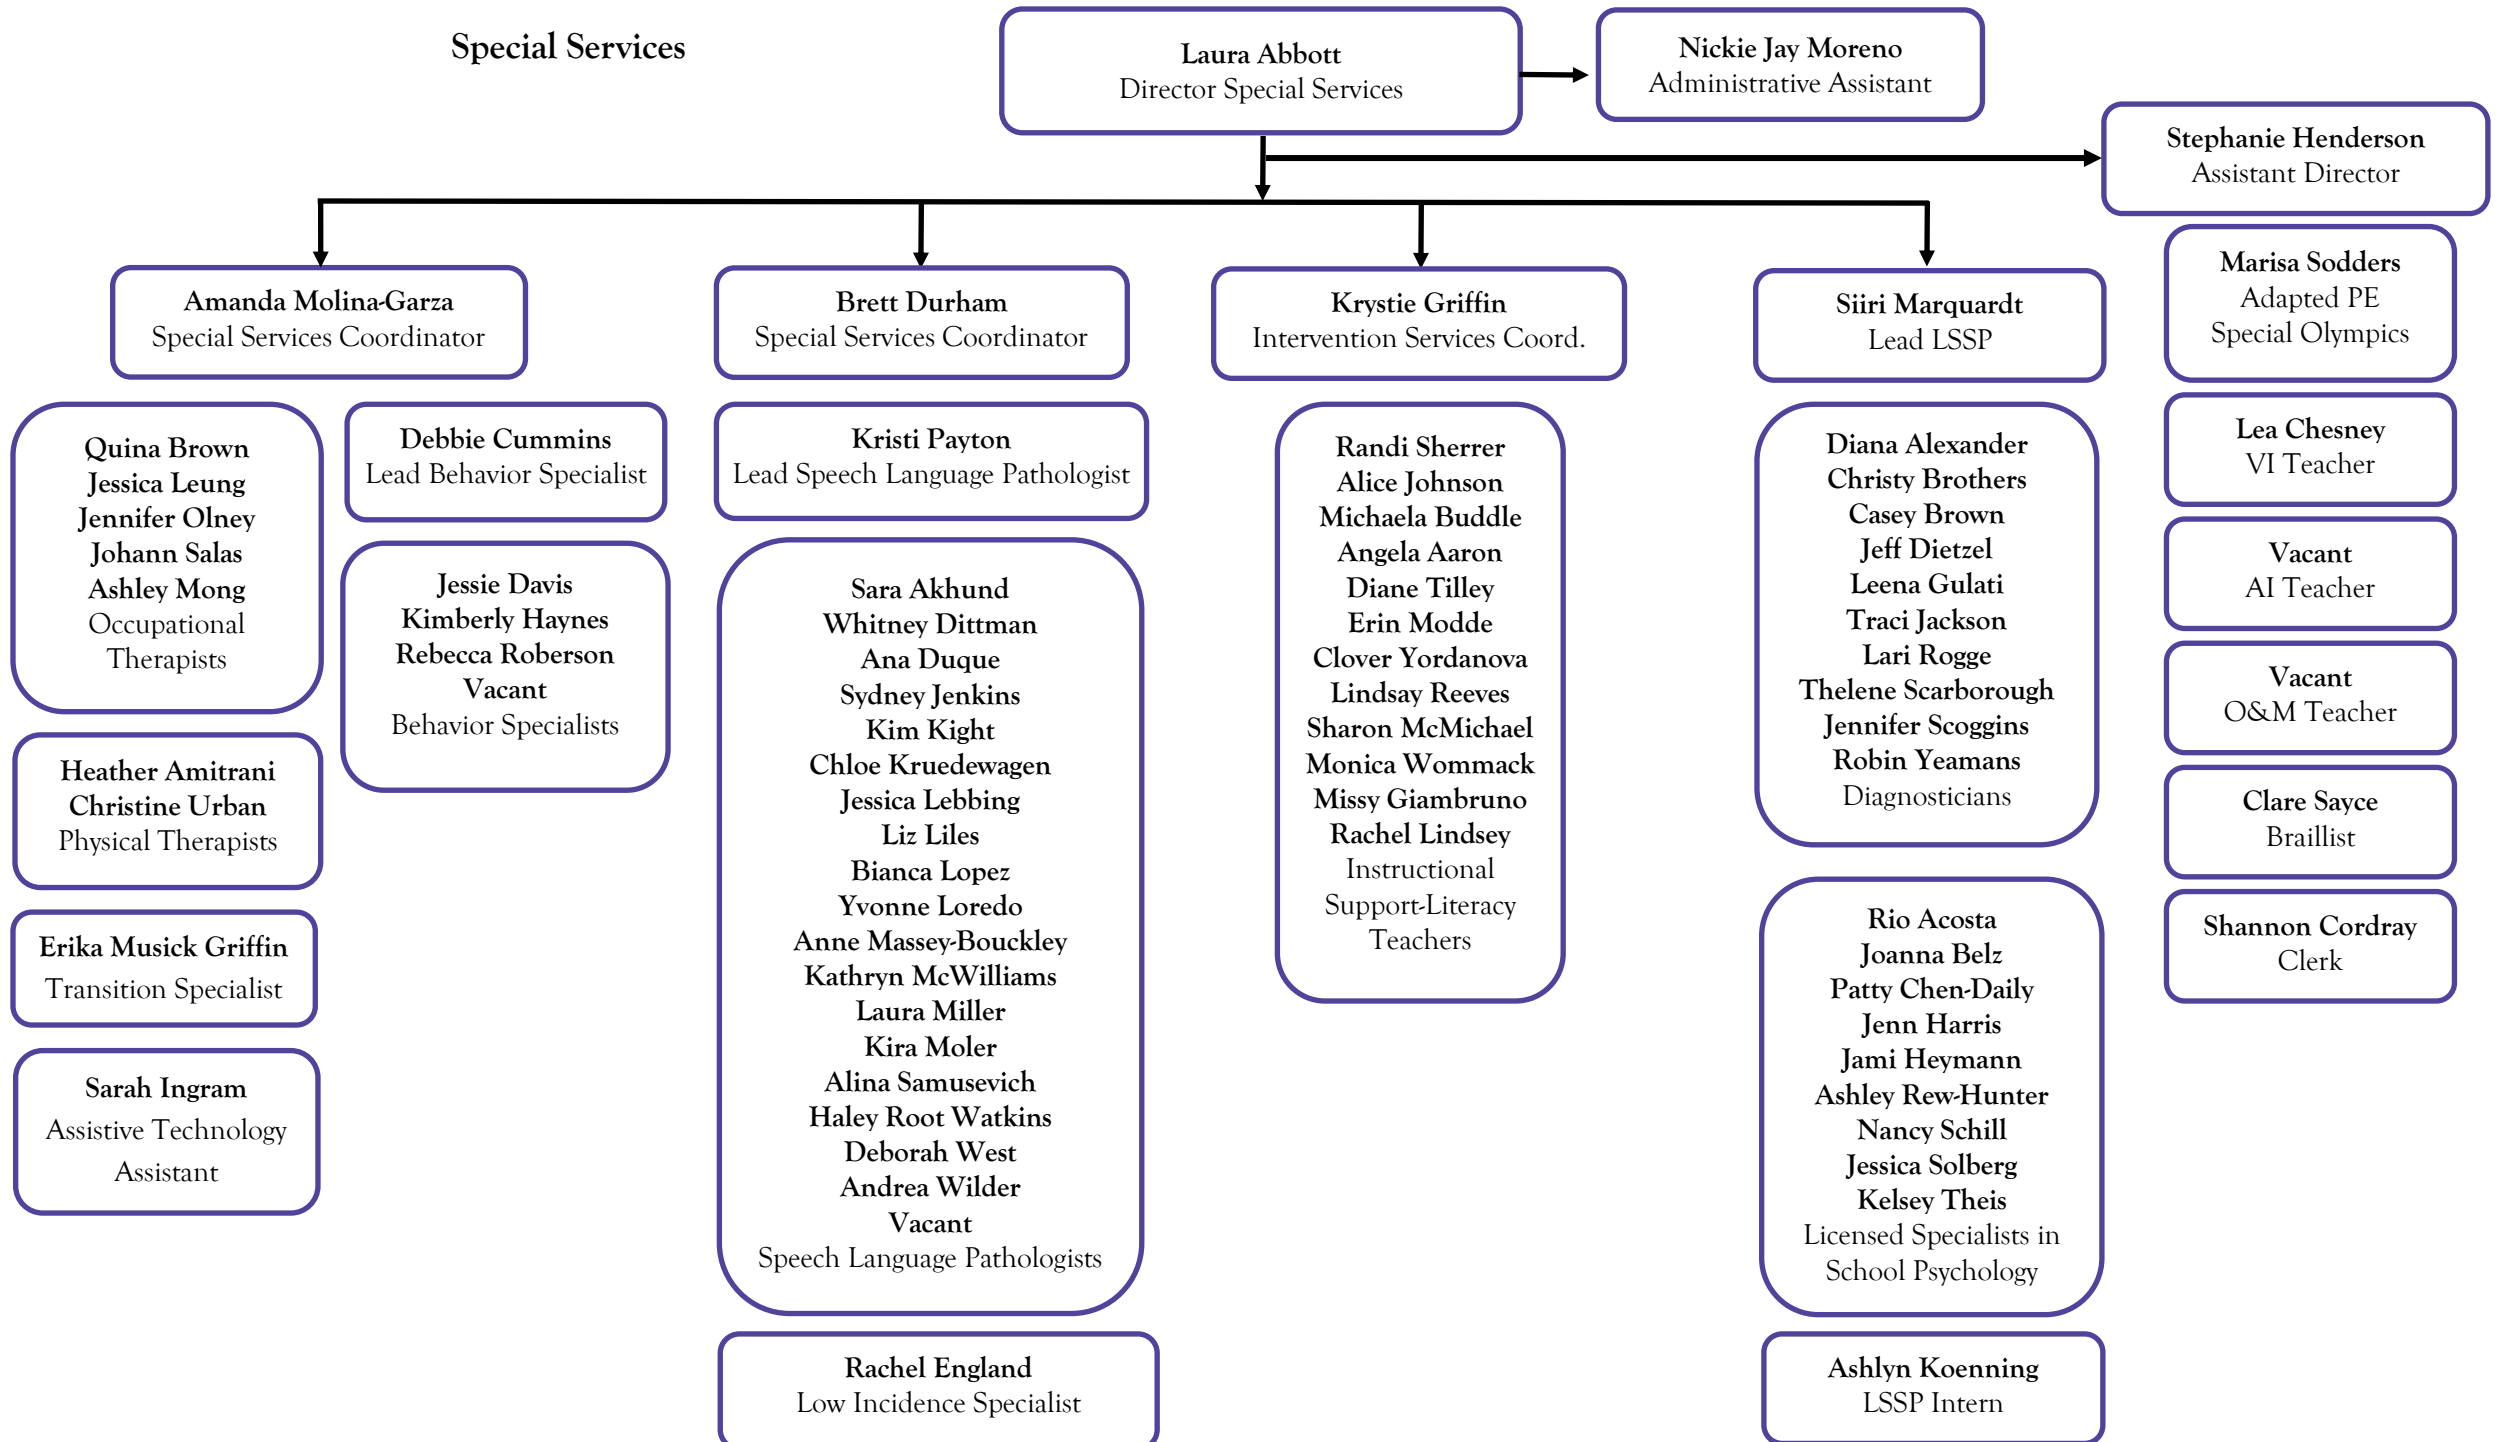 Special Services
Laura Abbott
Director Special Services
Nickie Jay Moreno
Administrative Assistant
Stephanie Henderson
Assistant Director
Amanda Molina-Garza
Special Services Coordinator
Quina Brown
Jessica Leung
Jennifer Olney
Johann Salas
Ashley Mong
Occupational
Therapists
Heather Amitrani
Christine Urban
Physical Therapists
Erika Musick Griffin
Transition Specialist
Sarah Ingram
Assistive Technology
Assistant
Debbie Cummins
Lead Behavior Specialist
Jessie Davis
Kimberly Haynes
Rebecca Roberson
Vacant
Behavior Specialists
Brett Durham
Special Services Coordinator
Kristi Payton
Lead Speech Language Pathologist
Sara Akhund
Whitney Dittman
Ana Duque
Sydney Jenkins
Kim Kight
Chloe Kruedewagen
Jessica Lebbing
Liz Liles
Bianca Lopez
Yvonne Loredo
Anne Massey-Bouckley
Kathryn McWilliams
Laura Miller
Kira Moler
Alina Samusevich
Haley Root Watkins
Deborah West
Andrea Wilder
Vacant
Speech Language Pathologists
Rachel England
Low Incidence Specialist
Krystie Griffin
Intervention Services Coord.
Randi Sherrer
Alice Johnson
Michaela Buddle
Angela Aaron
Diane Tilley
Erin Modde
Clover Yordanova
Lindsay Reeves
Sharon McMichael
Monica Wommack
Missy Giambruno
Rachel Lindsey
Instructional
Support-Literacy
Teachers
Siiri Marquardt
Lead LSSP
Diana Alexander
Christy Brothers
Casey Brown
Jeff Dietzel
Leena Gulati
Traci Jackson
Lari Rogge
Thelene Scarborough
Jennifer Scoggins
Robin Yeamans
Diagnosticians
Rio Acosta
Joanna Belz
Patty Chen-Daily
Jenn Harris
Jami Heymann
Ashley Rew-Hunter
Nancy Schill
Jessica Solberg
Kelsey Theis
Licensed Specialists in
School Psychology
Ashlyn Koenning
LSSP Intern
Marisa Sodders
Adapted PE
Special Olympics
Lea Chesney
VI Teacher
Vacant
AI Teacher
Vacant
O&M Teacher
Clare Sayce
Braillist
Shannon Cordray
Clerk